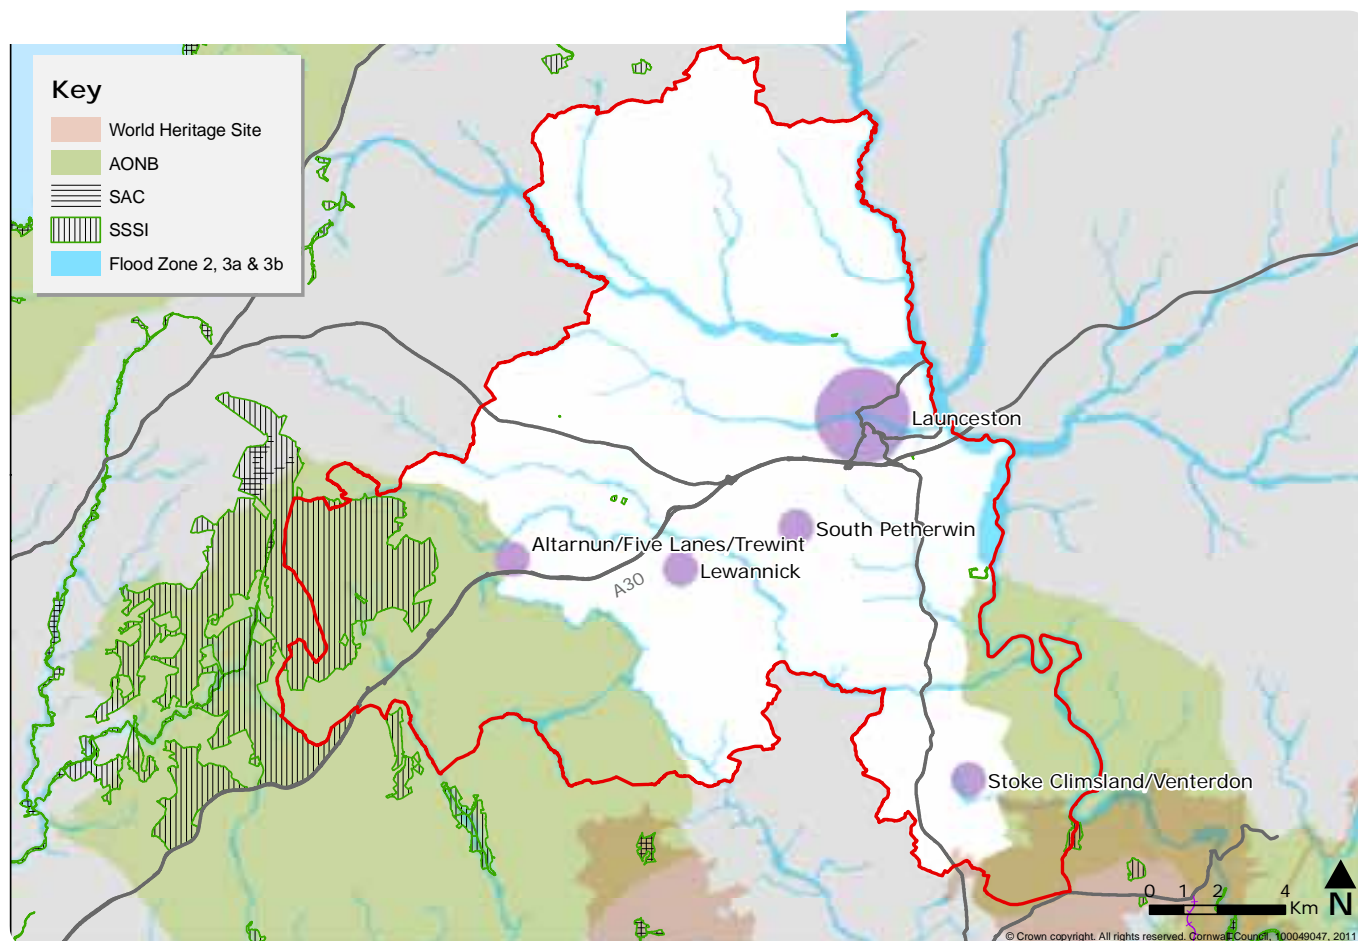 Key
World Heritage Site
AONB
SAC
SSSI
Flood Zone 2, 3a & 3b
Launceston
South Petherwin
Altarnun/Five Lanes/Trewint
Lewannick
A30
Stoke Climsland/Venterdon
0 1 2 4
Km
N
© Crown copyright. All rights reserved. Cornwall Council, 100049047, 2011